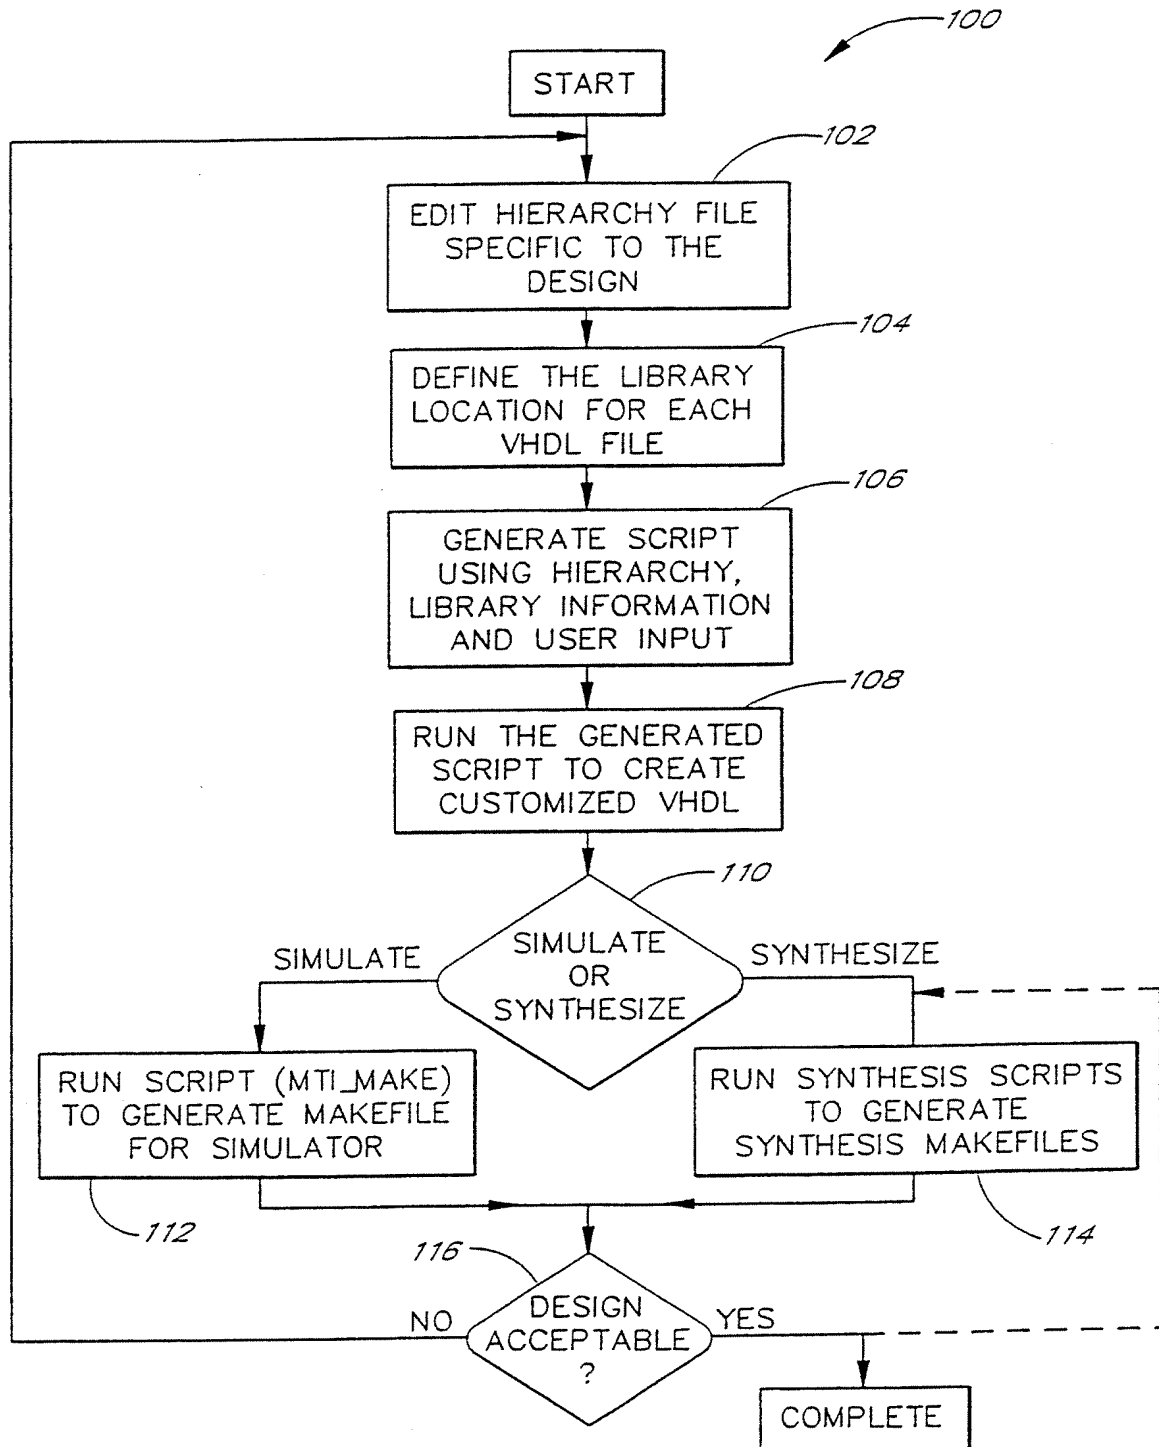 100
START
102
EDIT HIERARCHY FILE
SPECIFIC TO THE
DESIGN
104
DEFINE THE LIBRARY
LOCATION FOR EACH
VHDL FILE
106
GENERATE SCRIPT
USING HIERARCHY,
LIBRARY INFORMATION
AND USER INPUT
108
RUN THE GENERATED
SCRIPT TO CREATE
CUSTOMIZED VHDL
110
SIMULATE
OR
SYNTHESIZE
SIMULATE
SYNTHESIZE
RUN SCRIPT (MTI_MAKE)
TO GENERATE MAKEFILE
FOR SIMULATOR
112
RUN SYNTHESIS SCRIPTS
TO GENERATE
SYNTHESIS MAKEFILES
114
116
DESIGN
ACCEPTABLE
?
NO
YES
COMPLETE